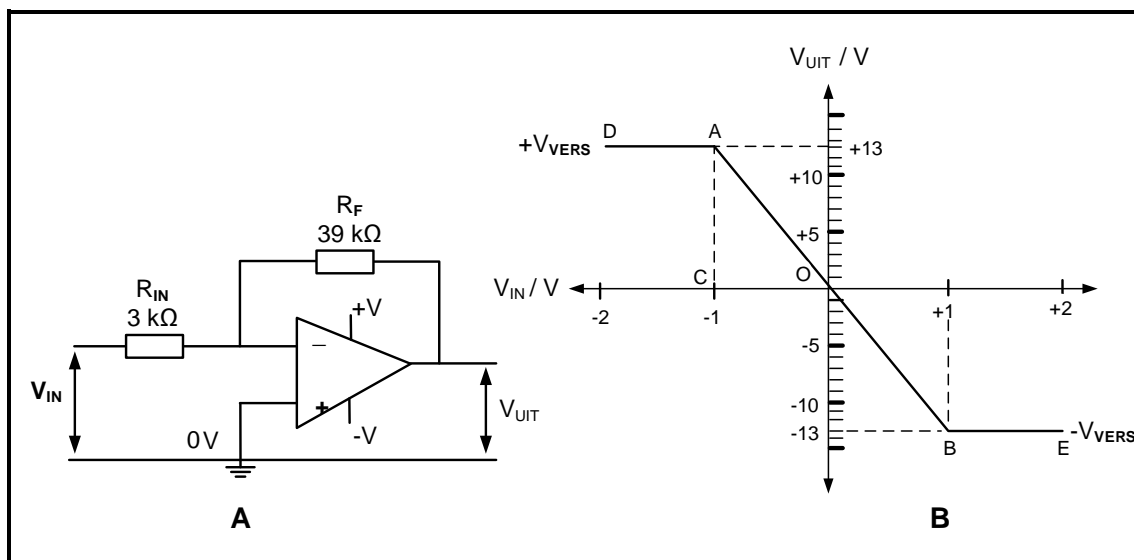 R_F
39 kΩ
R_IN
3 kΩ
+V
−
+
-V
V_IN
0V
V_UIT
A
V_UIT / V
+V_VERS
D
A
+13
+10
+5
O
V_IN / V
C
-2
-1
+1
+2
-5
-10
-13
B
E
-V_VERS
B